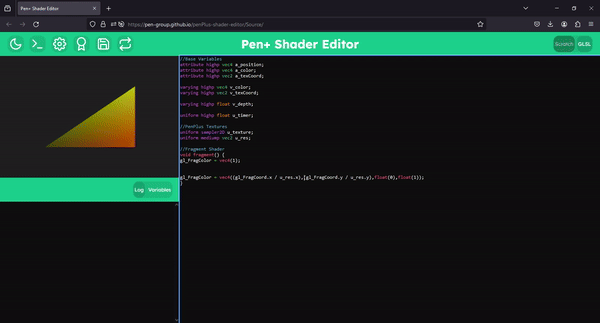 Pen+ Shader Editor
https://pen-group.github.io/penPlus-shader-editor/Source/
Pen+ Shader Editor
Scratch
GLSL
//Base Variables
attribute highp vec4 a_position;
attribute highp vec4 a_color;
attribute highp vec2 a_texCoord;
varying highp vec4 v_color;
varying highp vec2 v_texCoord;
varying highp float v_depth;
uniform highp float u_timer;
//PenPlus Textures
uniform sampler2D u_texture;
uniform mediump vec2 u_res;
//Fragment Shader
void fragment() {
gl_FragColor = vec4(1);
gl_FragColor = vec4((gl_FragCoord.x / u_res.x),(gl_FragCoord.y / u_res.y),float(0),float(1));
}
Log
Variables